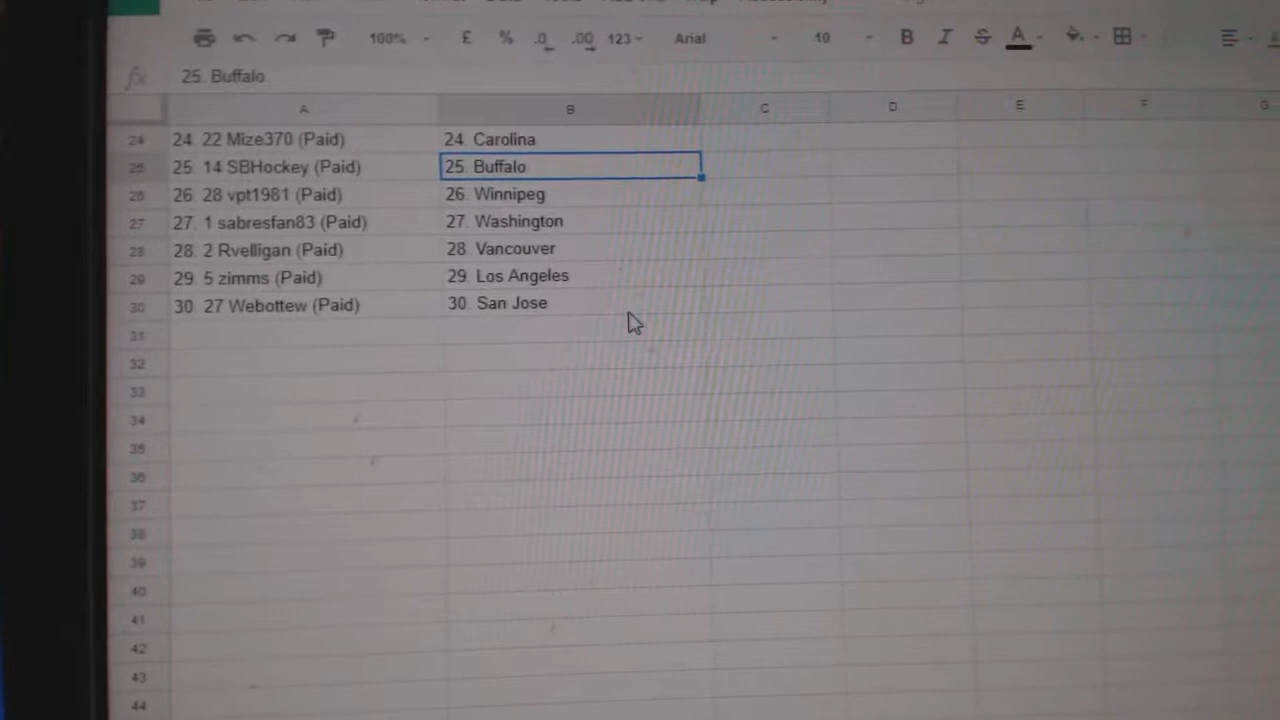 100% £ % .0 .00 123 Arial 10 B I S A
fx 25. Buffalo
A B C D E F G
24 24. 22 Mize370 (Paid) 24. Carolina
25 25. 14 SBHockey (Paid) 25. Buffalo
26 26. 28 vpt1981 (Paid) 26. Winnipeg
27 27. 1 sabresfan83 (Paid) 27. Washington
28 28. 2 Rvelligan (Paid) 28. Vancouver
29 29. 5 zimms (Paid) 29. Los Angeles
30 30. 27 Webottew (Paid) 30. San Jose
31
32
33
34
35
36
37
38
39
40
41
42
43
44